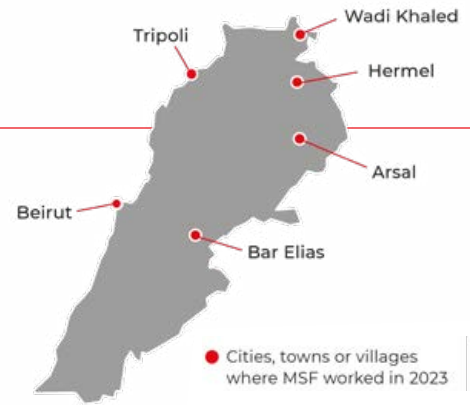 Wadi Khaled
Tripoli
Hermel
Arsal
Beirut
Bar Elias
Cities, towns or villages
where MSF worked in 2023